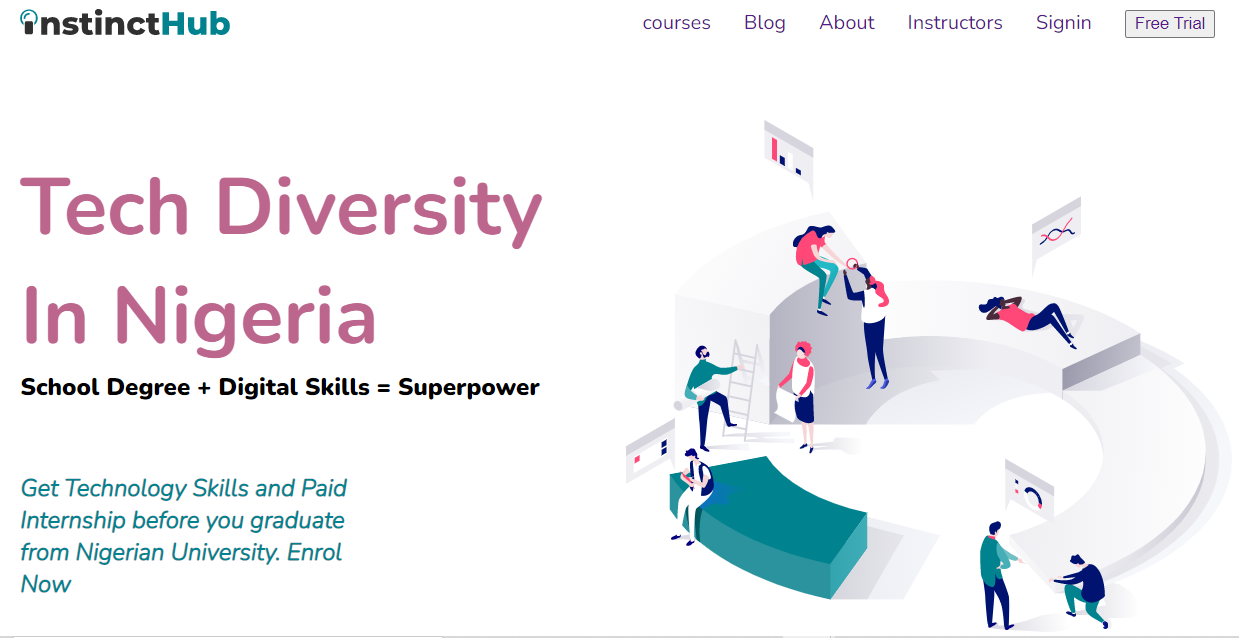 instinctHub
courses Blog About Instructors Signin Free Trial
Tech Diversity
In Nigeria
School Degree + Digital Skills = Superpower
Get Technology Skills and Paid
Internship before you graduate
from Nigerian University. Enrol
Now